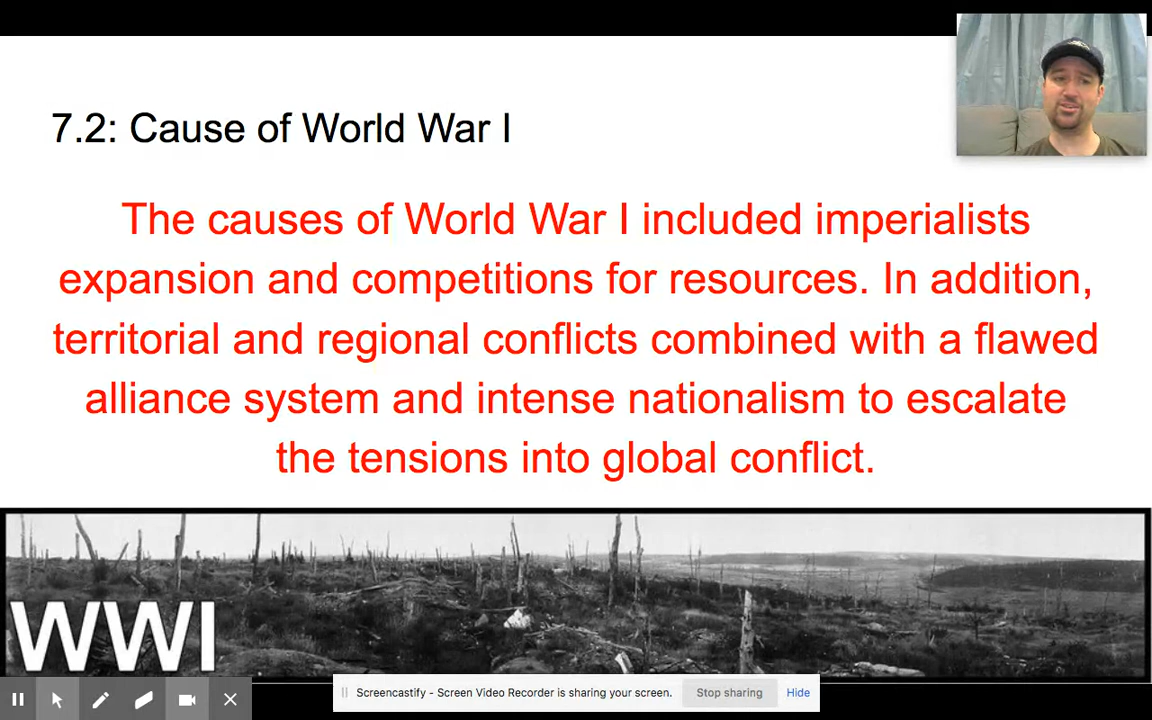 7.2: Cause of World War I
The causes of World War I included imperialists
expansion and competitions for resources. In addition,
territorial and regional conflicts combined with a flawed
alliance system and intense nationalism to escalate
the tensions into global conflict.
WWI
Screencastify - Screen Video Recorder is sharing your screen.
Stop sharing
Hide